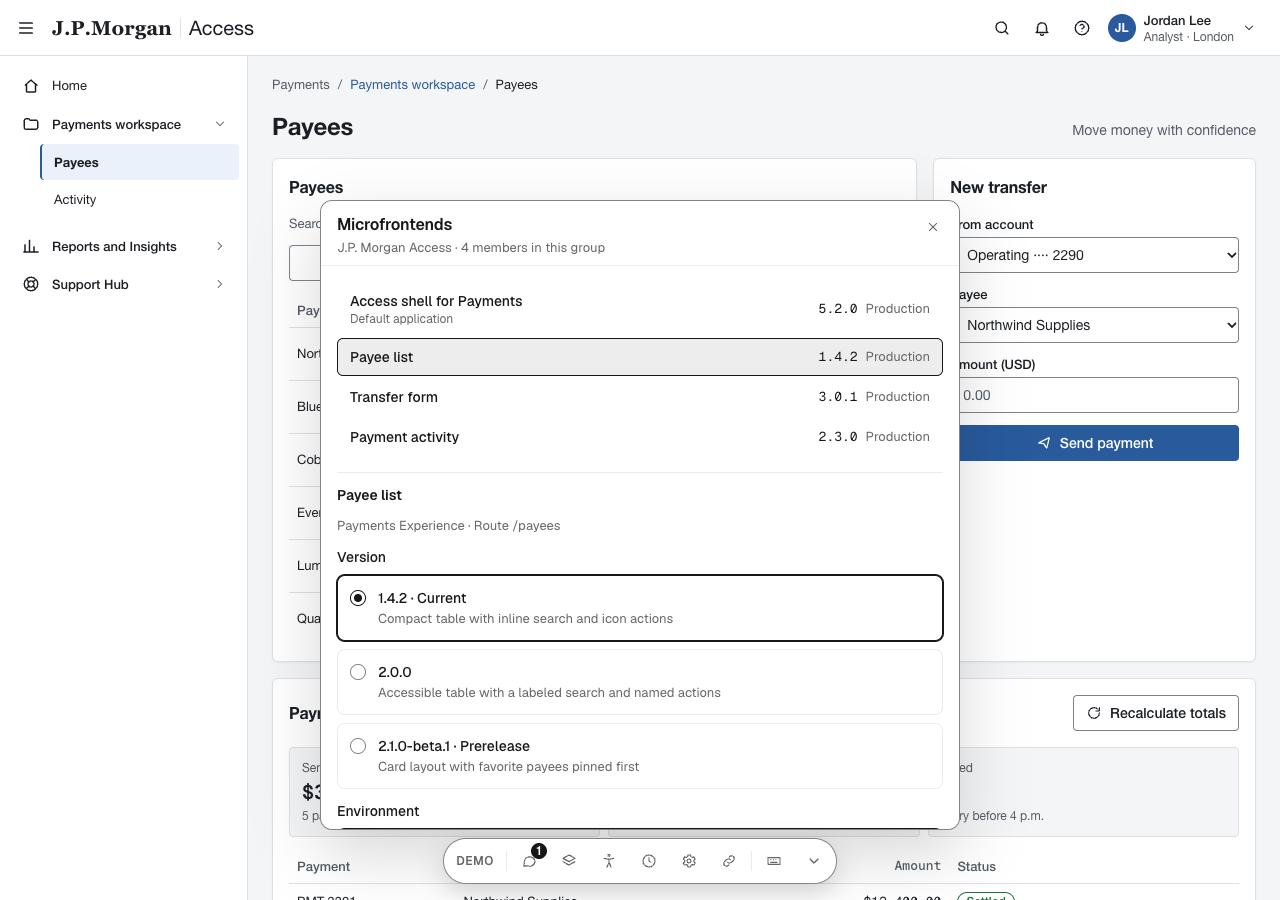 J.P.Morgan Access
JL
Jordan Lee
Analyst · London
Home
Payments workspace
Payees
Activity
Reports and Insights
Support Hub
Payments / Payments workspace / Payees
Payees
Move money with confidence
Payees
New transfer
Microfrontends
J.P. Morgan Access · 4 members in this group
Access shell for Payments
Default application
5.2.0 Production
Payee list 1.4.2 Production
Transfer form 3.0.1 Production
Payment activity 2.3.0 Production
Payee list
Payments Experience · Route /payees
Version
1.4.2 · Current
Compact table with inline search and icon actions
2.0.0
Accessible table with a labeled search and named actions
2.1.0-beta.1 · Prerelease
Card layout with favorite payees pinned first
Environment
account
Operating ···· 2290
Northwind Supplies
(USD)
0.00
Send payment
Recalculate totals
before 4 p.m.
DEMO
1
Payment Amount Status
Northwind Supplies
Settled